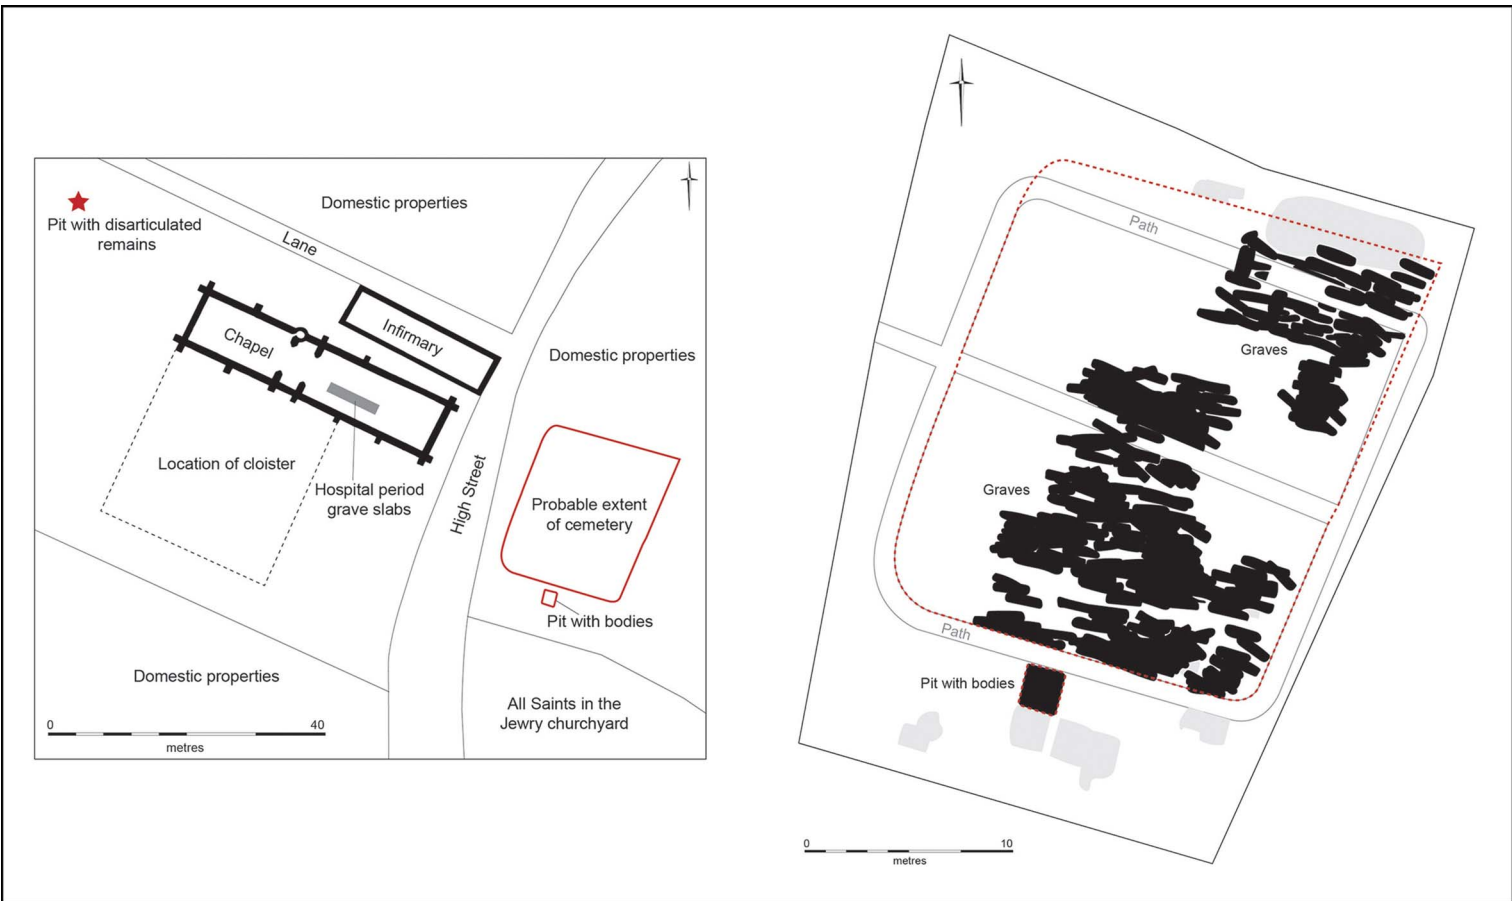 Domestic properties
Pit with disarticulated
remains
Lane
Infirmary
Chapel
Domestic properties
Location of cloister
Hospital period
grave slabs
High Street
Probable extent
of cemetery
Pit with bodies
Domestic properties
All Saints in the
Jewry churchyard
0
40
metres
Path
Graves
Graves
Path
Pit with bodies
0
10
metres